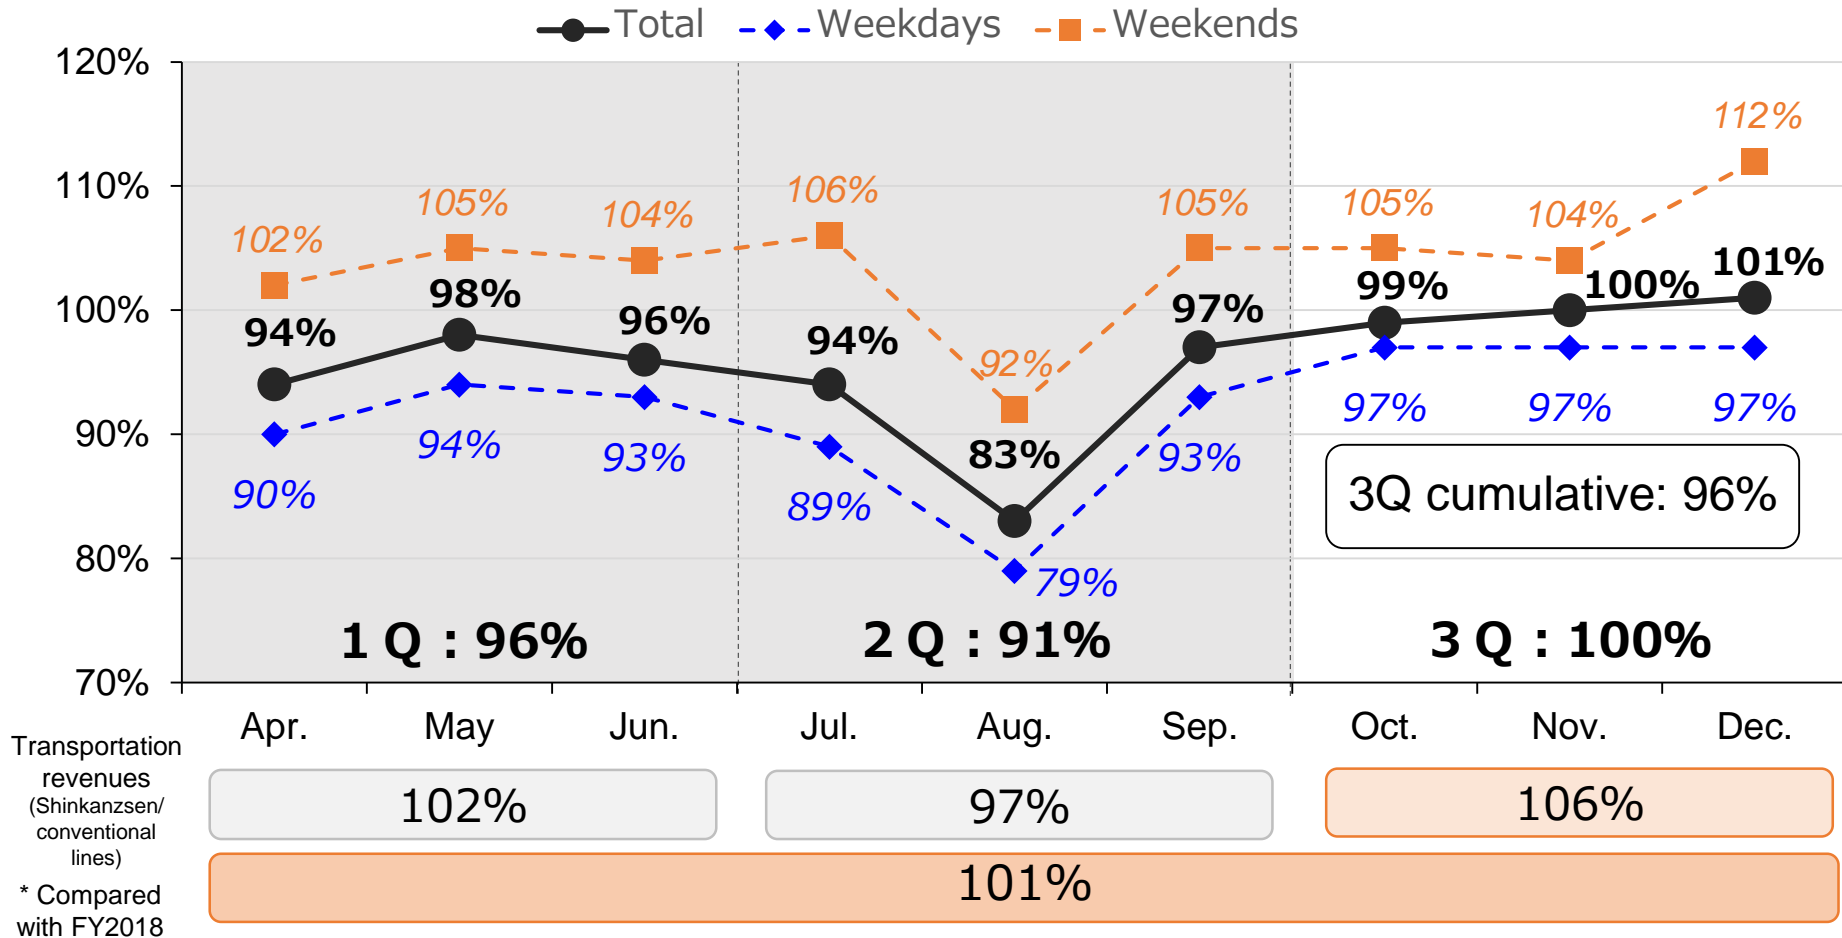 Total Weekdays Weekends
120%
110%
100%
90%
80%
70%
102% 105% 104% 106% 92% 105% 105% 104% 112%
94% 98% 96% 94% 83% 97% 99% 100% 101%
90% 94% 93% 89% 79% 93% 97% 97% 97%
3Q cumulative: 96%
1 Q : 96% 2 Q : 91% 3 Q : 100%
Apr. May Jun. Jul. Aug. Sep. Oct. Nov. Dec.
Transportation
revenues
(Shinkanzsen/
conventional
lines)
102% 97% 106%
101%
* Compared
with FY2018